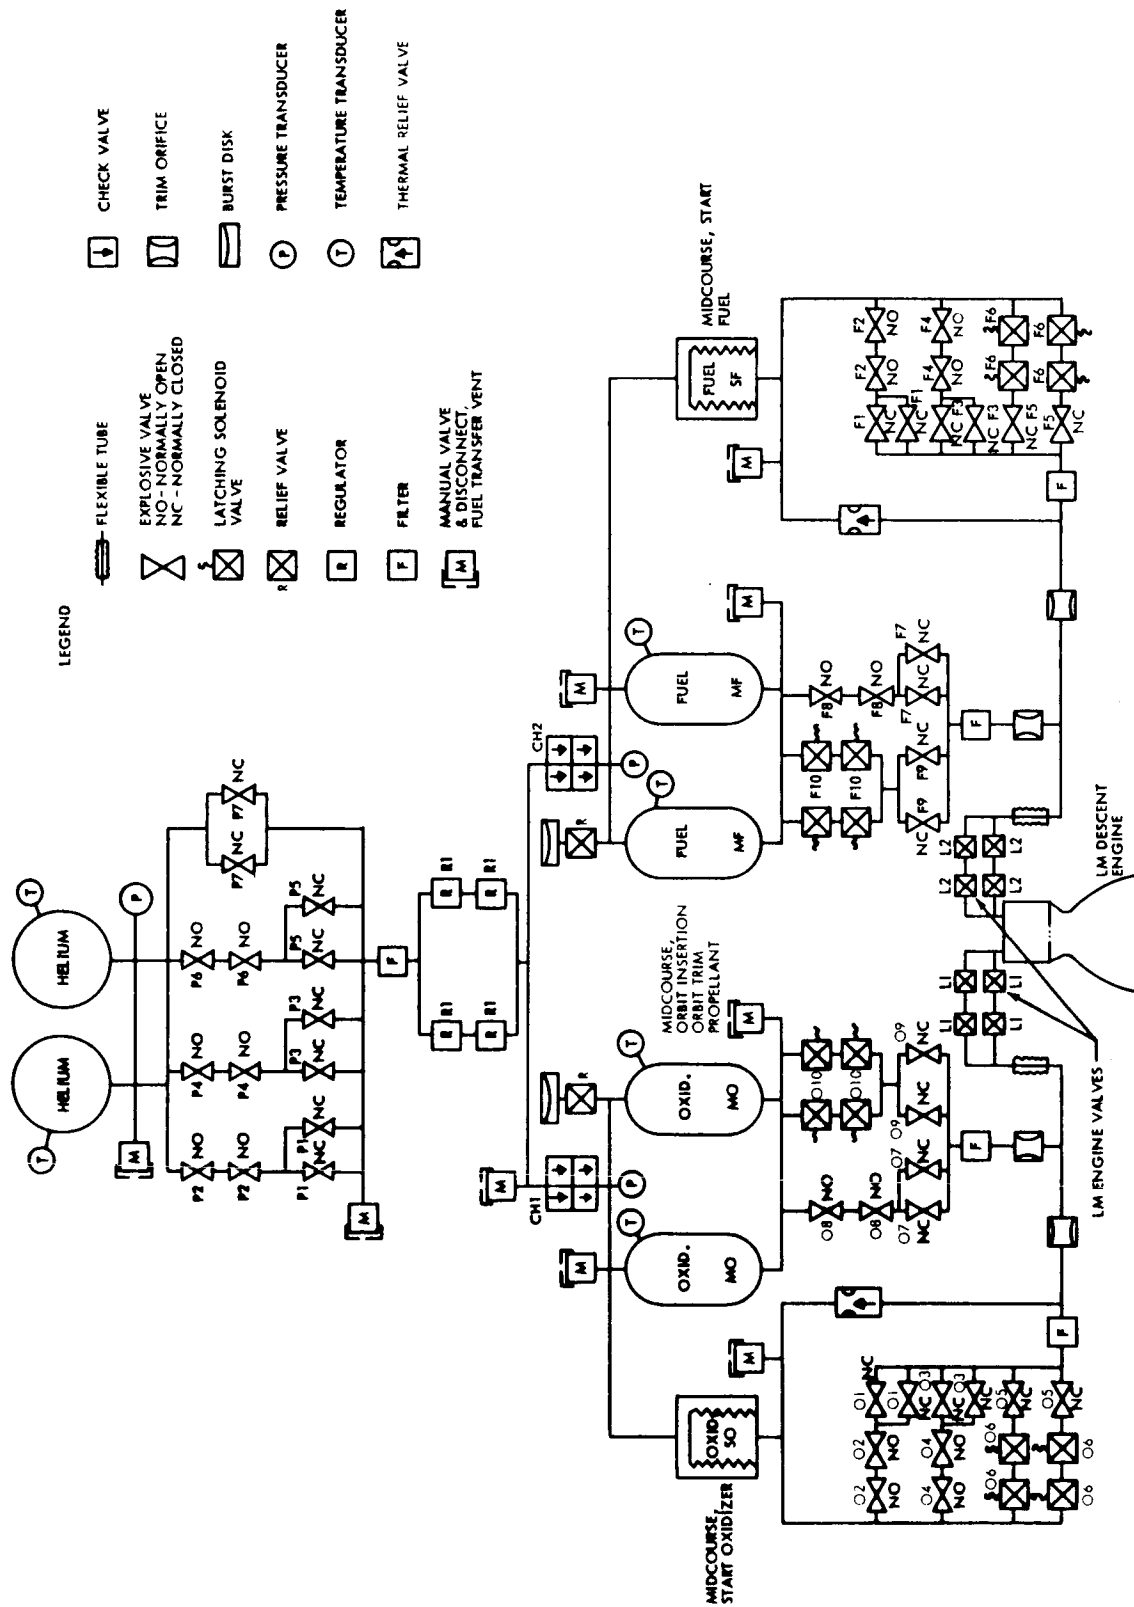 LEGEND
FLEXIBLE TUBE
EXPLOSIVE VALVE
NO - NORMALLY OPEN
NC - NORMALLY CLOSED
LATCHING SOLENOID
VALVE
R
RELIEF VALVE
R
REGULATOR
F
FILTER
M
MANUAL VALVE
& DISCONNECT,
FUEL TRANSFER VENT
CHECK VALVE
TRIM ORIFICE
BURST DISK
P
PRESSURE TRANSDUCER
T
TEMPERATURE TRANSDUCER
THERMAL RELIEF VALVE
T
HELIUM
T
HELIUM
M
P
P2 NO
P2 NO
P1 NC
P1 NC
P4 NO
P4 NO
P3 NC
P3 NC
P6 NO
P6 NO
P5 NC
P5 NC
P7 NC
P7 NC
M
F
R R1
R R1
R R1
R R1
M
CH1
P
CH2
P
M
T
OXID.
MO
R
T
OXID.
MO
MIDCOURSE,
ORBIT INSERTION
ORBIT TRIM
PROPELLANT
M
R
T
FUEL
MF
M
T
FUEL
MF
M
MIDCOURSE,
START OXIDIZER
OXID
SO
M
MIDCOURSE, START
FUEL
FUEL
SF
M
O8 NO
O8 NO
O7 NC
O7 NC
O10
O10
O9 NC
O9 NC
F
F10
F10
F9 NC
F9 NC
F8 NO
F8 NO
F7 NC
F7 NC
F
O2 NO
O2 NO
O1 NC
O1 NC
O4 NO
O4 NO
O3 NC
O3 NC
O6
O6
O5 NC
O6
O6
O5 NC
F
F1 NC
F1 NC
F2 NO
F2 NO
F3 NC
F3 NC
F4 NO
F4 NO
F5 NC
F6
F6
F5 NC
F6
F6
F
L1
L1
L1
L2
L2
L2
L2
LM ENGINE VALVES
LM DESCENT
ENGINE